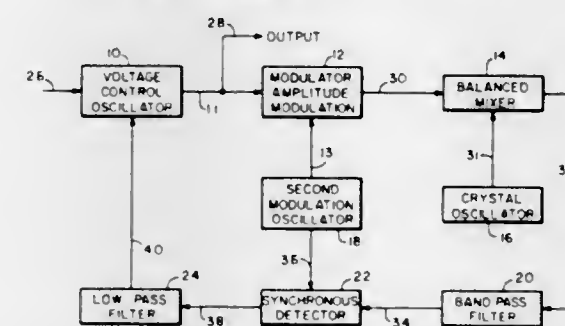 28
OUTPUT
10
12
14
26
VOLTAGE
CONTROL
OSCILLATOR
11
MODULATOR
AMPLITUDE
MODULATION
30
BALANCED
MIXER
13
31
3
SECOND
MODULATION
OSCILLATOR
18
CRYSTAL
OSCILLATOR
16
40
36
24
22
20
LOW PASS
FILTER
38
SYNCHRONOUS
DETECTOR
34
BAND PASS
FILTER